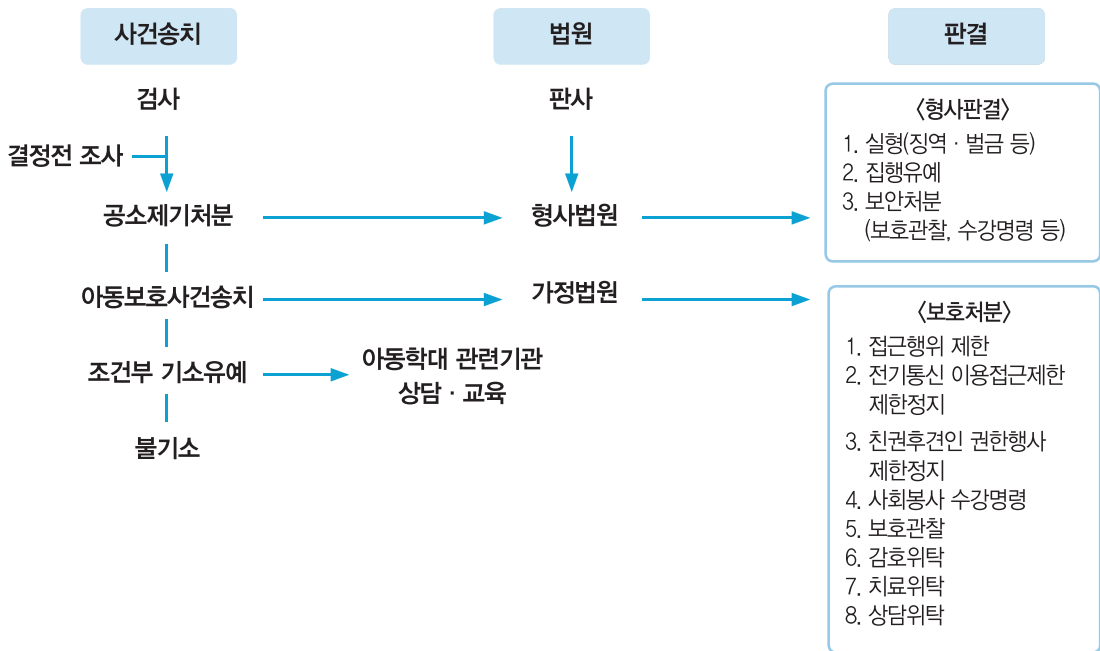 사건송치
법원
판결
검사
판사
결정전 조사
공소제기처분
형사법원
아동보호사건송치
가정법원
조건부 기소유예
아동학대 관련기관
상담 · 교육
불기소
〈형사판결〉
1. 실형(징역 · 벌금 등)
2. 집행유예
3. 보안처분
(보호관찰, 수강명령 등)
〈보호처분〉
1. 접근행위 제한
2. 전기통신 이용접근제한
제한정지
3. 친권후견인 권한행사
제한정지
4. 사회봉사 수강명령
5. 보호관찰
6. 감호위탁
7. 치료위탁
8. 상담위탁